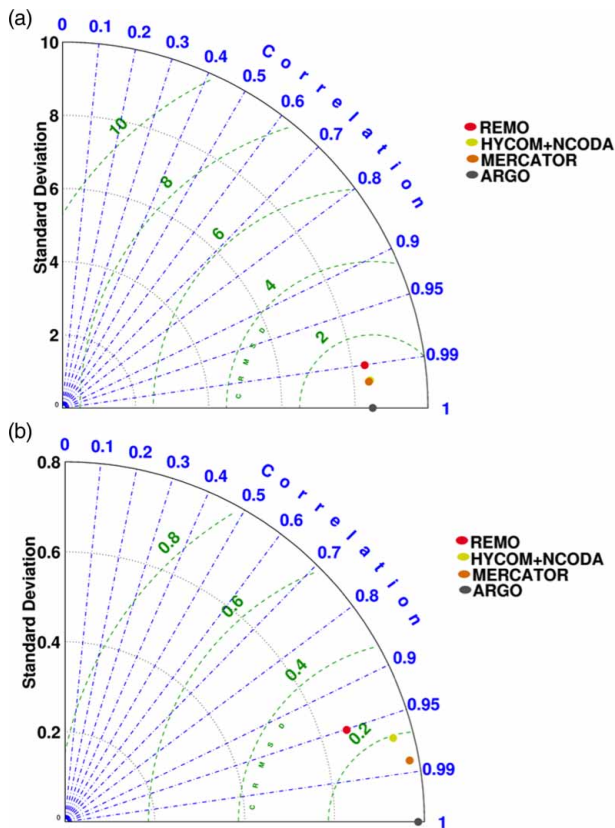 (a)
0 0.1 0.2 0.3 0.4 0.5 0.6 0.7 0.8 0.9 0.95 0.99 1
Correlation
Standard Deviation
10
8
6
4
2
0
10 8 6 4 2
CRMSD
REMO
HYCOM+NCODA
MERCATOR
ARGO
(b)
0 0.1 0.2 0.3 0.4 0.5 0.6 0.7 0.8 0.9 0.95 0.99 1
Correlation
Standard Deviation
0.8
0.6
0.4
0.2
0
0.8 0.6 0.4 0.2
CRMSD
REMO
HYCOM+NCODA
MERCATOR
ARGO